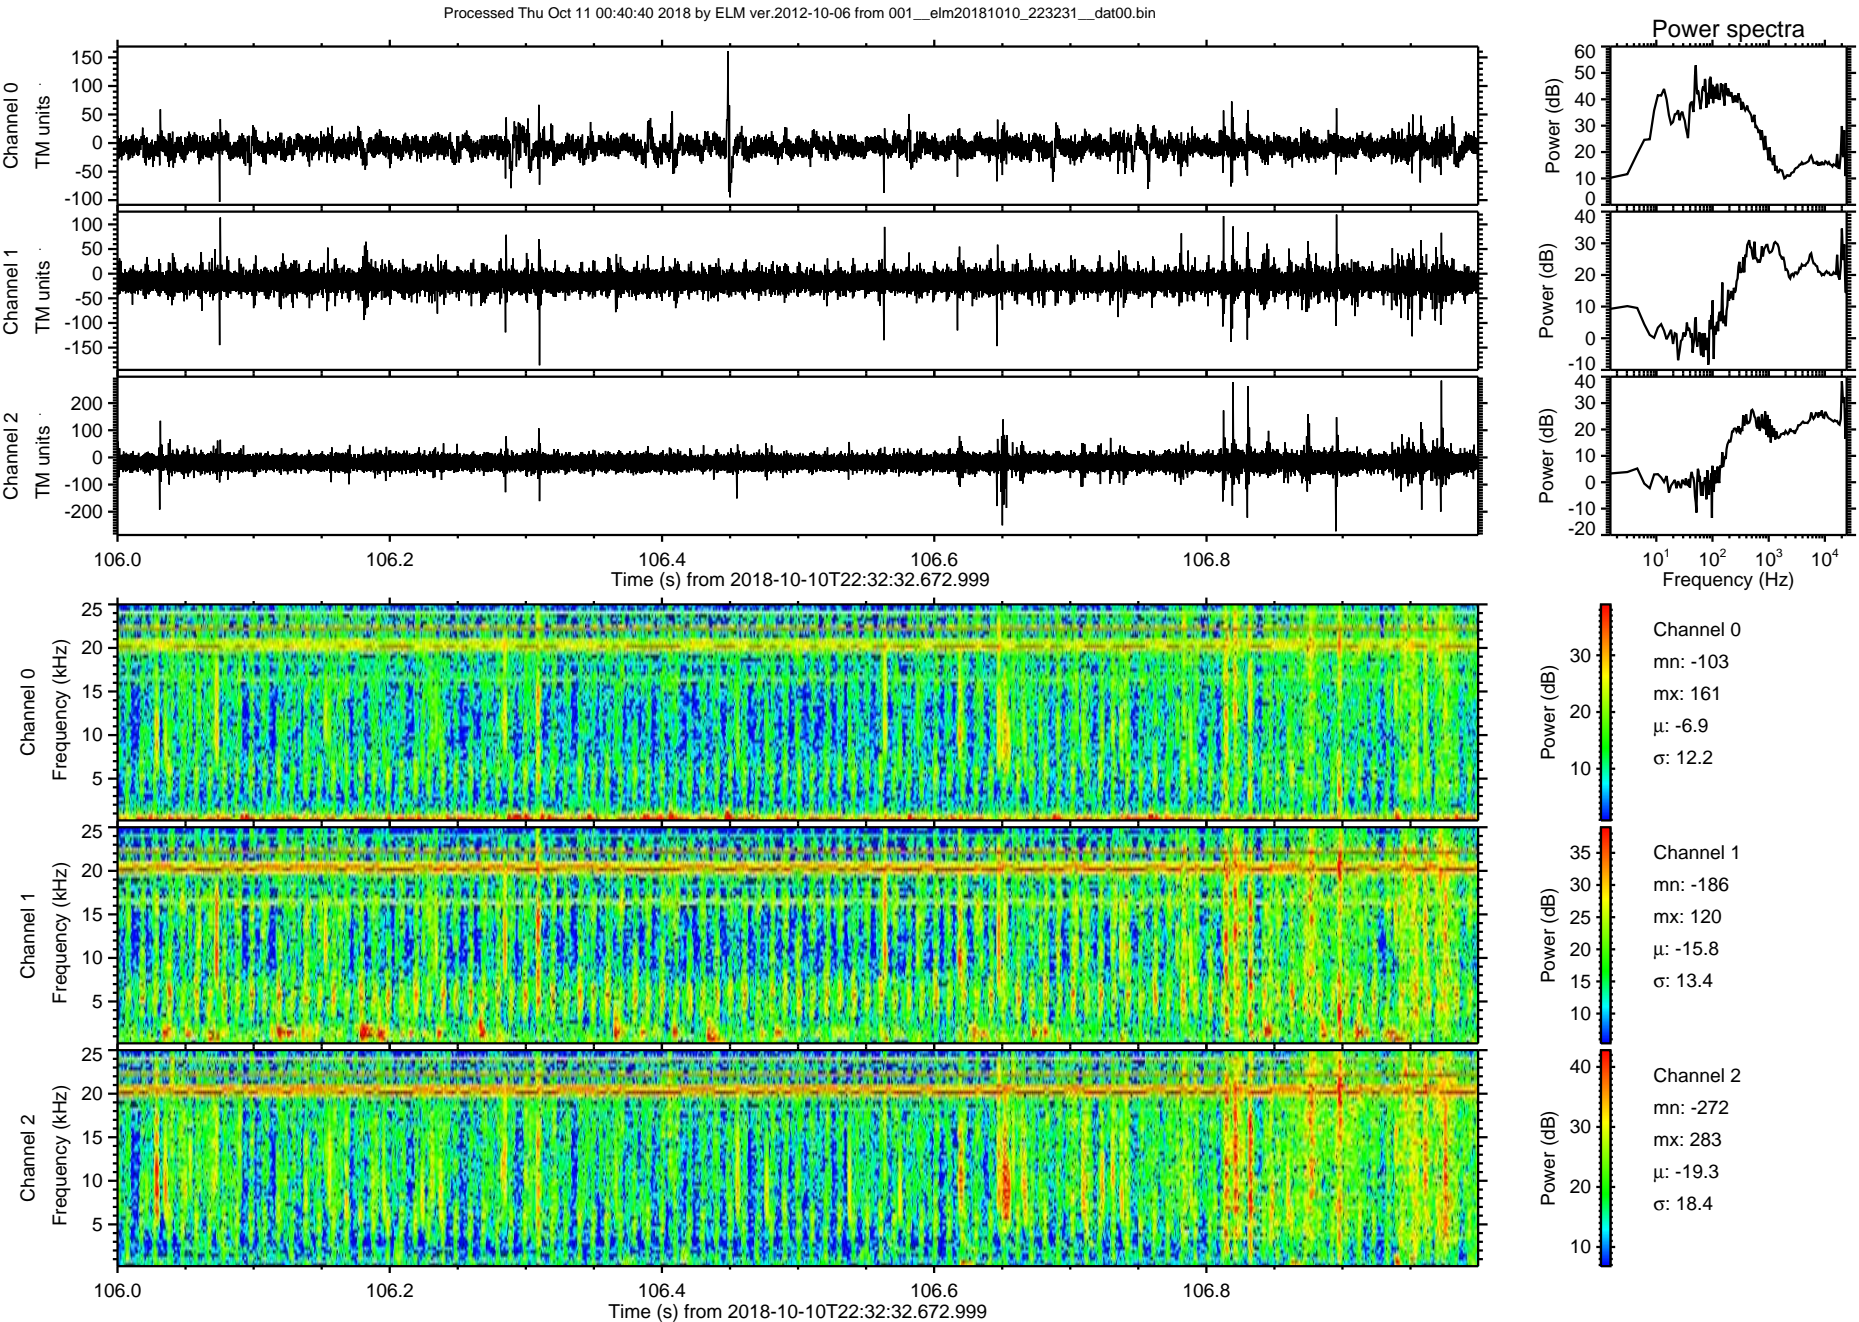 Processed Thu Oct 11 00:40:40 2018 by ELM ver.2012-10-06 from 001__elm20181010_223231__dat00.bin
Power spectra
Channel 0
TM units
150
100
50
0
-50
-100
Power (dB)
60
50
40
30
20
10
0
Channel 1
TM units
100
50
0
-50
-100
-150
Power (dB)
40
30
20
10
0
-10
Channel 2
TM units
200
100
0
-100
-200
Power (dB)
40
30
20
10
0
-10
-20
106.0 106.2 106.4 106.6 106.8
Time (s) from 2018-10-10T22:32:32.672.999
10¹ 10² 10³ 10⁴
Frequency (Hz)
Channel 0
Frequency (kHz)
25
20
15
10
5
Power (dB)
30
20
10
Channel 0
mn: -103
mx: 161
μ: -6.9
σ: 12.2
Channel 1
Frequency (kHz)
25
20
15
10
5
Power (dB)
35
30
25
20
15
10
Channel 1
mn: -186
mx: 120
μ: -15.8
σ: 13.4
Channel 2
Frequency (kHz)
25
20
15
10
5
Power (dB)
40
30
20
10
Channel 2
mn: -272
mx: 283
μ: -19.3
σ: 18.4
106.0 106.2 106.4 106.6 106.8
Time (s) from 2018-10-10T22:32:32.672.999